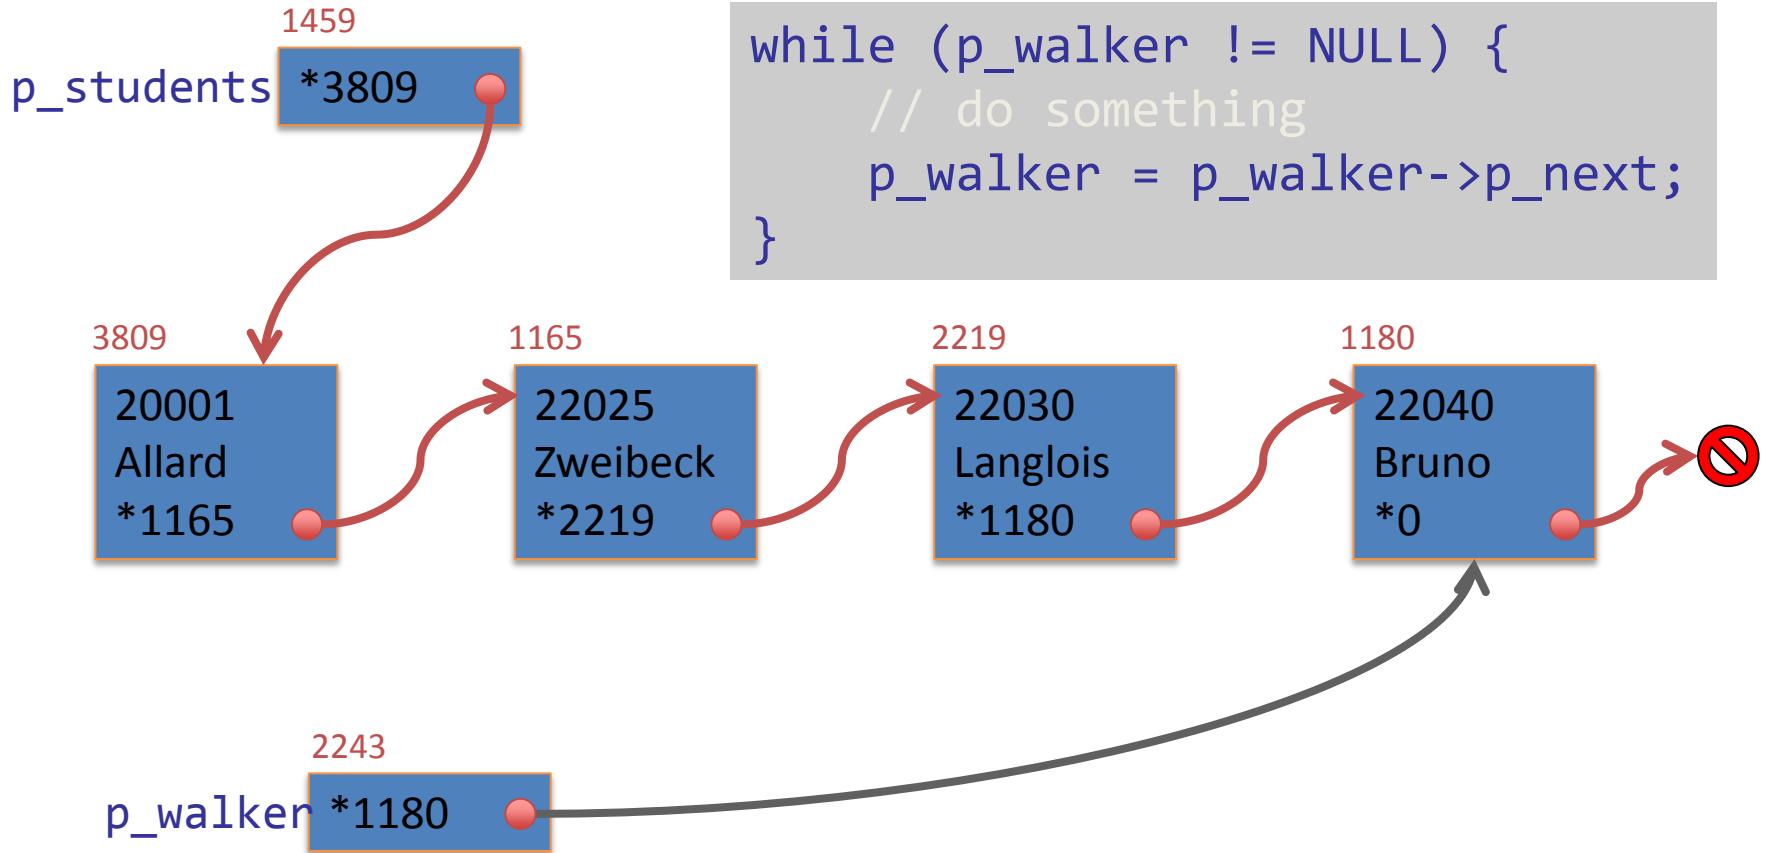 1459
p_students *3809
while (p_walker != NULL) {
// do something
p_walker = p_walker->p_next;
}
3809
20001
Allard
*1165
1165
22025
Zweibeck
*2219
2219
22030
Langlois
*1180
1180
22040
Bruno
*0
2243
p_walker *1180